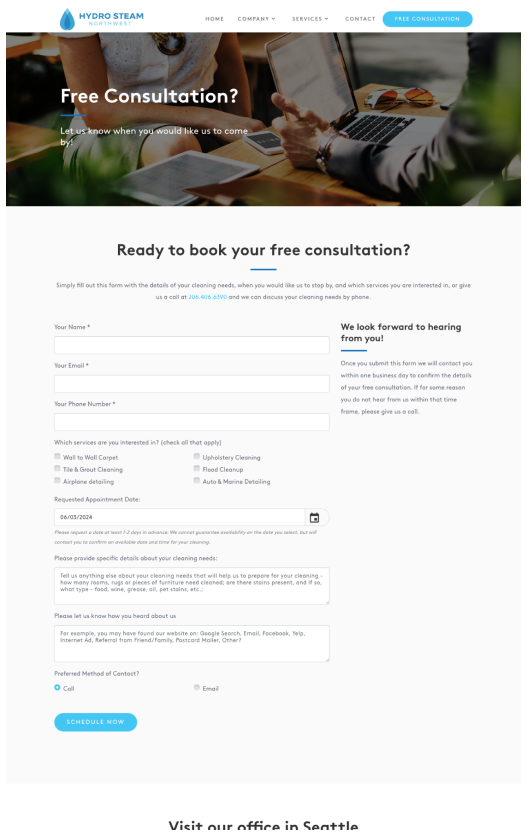 HYDRO STEAM
NORTHWEST
HOME COMPANY SERVICES CONTACT FREE CONSULTATION
Free Consultation?
Let us know when you would like us to come
by!
Ready to book your free consultation?
Simply fill out this form with the details of your cleaning needs, when you would like us to stop by, and which services you are interested in, or give
us a call at 206.406.6390 and we can discuss your cleaning needs by phone.
Your Name *
Your Email *
Your Phone Number *
Which services are you interested in? (check all that apply)
Wall to Wall Carpet
Upholstery Cleaning
Tile & Grout Cleaning
Flood Cleanup
Airplane detailing
Auto & Marine Detailing
Requested Appointment Date:
06/03/2024
Please request a date at least 1-2 days in advance. We cannot guarantee availability on the date you select, but will
contact you to confirm an available date and time for your cleaning.
Please provide specific details about your cleaning needs:
Tell us anything else about your cleaning needs that will help us to prepare for your cleaning -
how many rooms, rugs or pieces of furniture need cleaned; are there stains present, and if so,
what type - food, wine, grease, oil, pet stains, etc.;
Please let us know how you heard about us
For example, you may have found our website on: Google Search, Email, Facebook, Yelp,
Internet Ad, Referral from Friend/Family, Postcard Mailer, Other?
Preferred Method of Contact?
Call
Email
SCHEDULE NOW
We look forward to hearing
from you!
Once you submit this form we will contact you
within one business day to confirm the details
of your free consultation. If for some reason
you do not hear from us within that time
frame, please give us a call.
Visit our office in Seattle